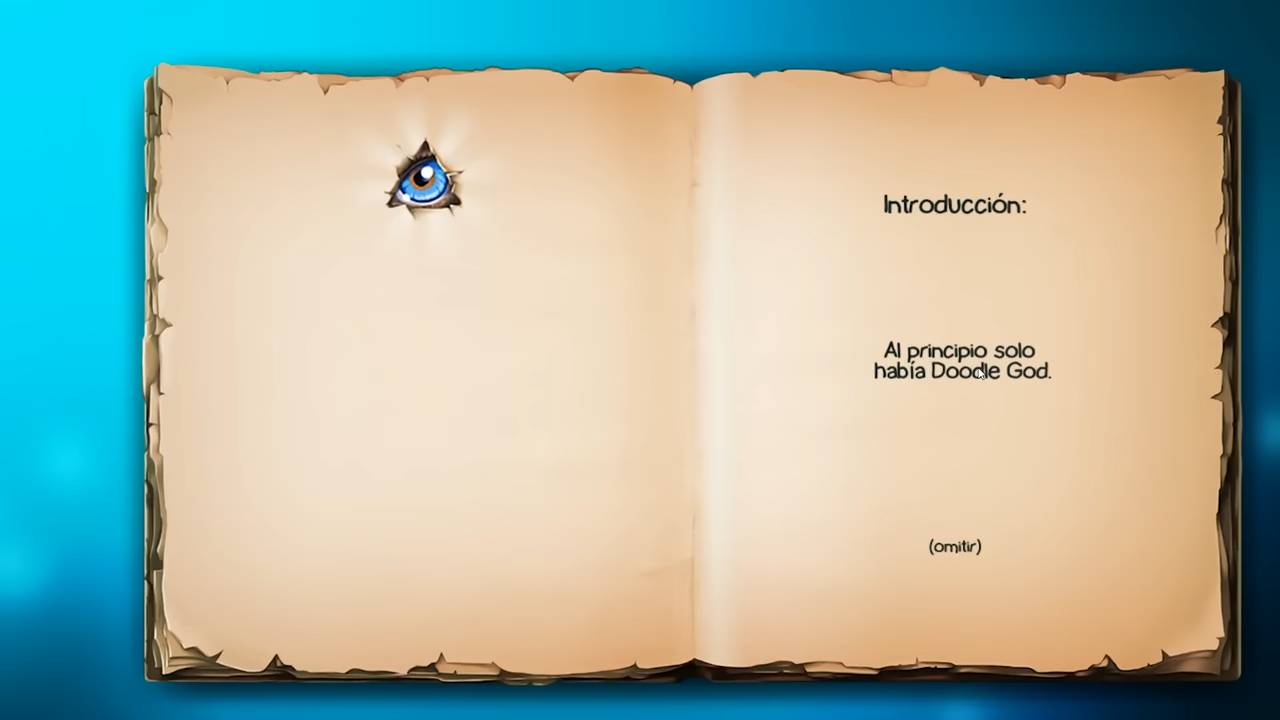 Introducción:
Al principio solo
había Doodle God.
(omitir)